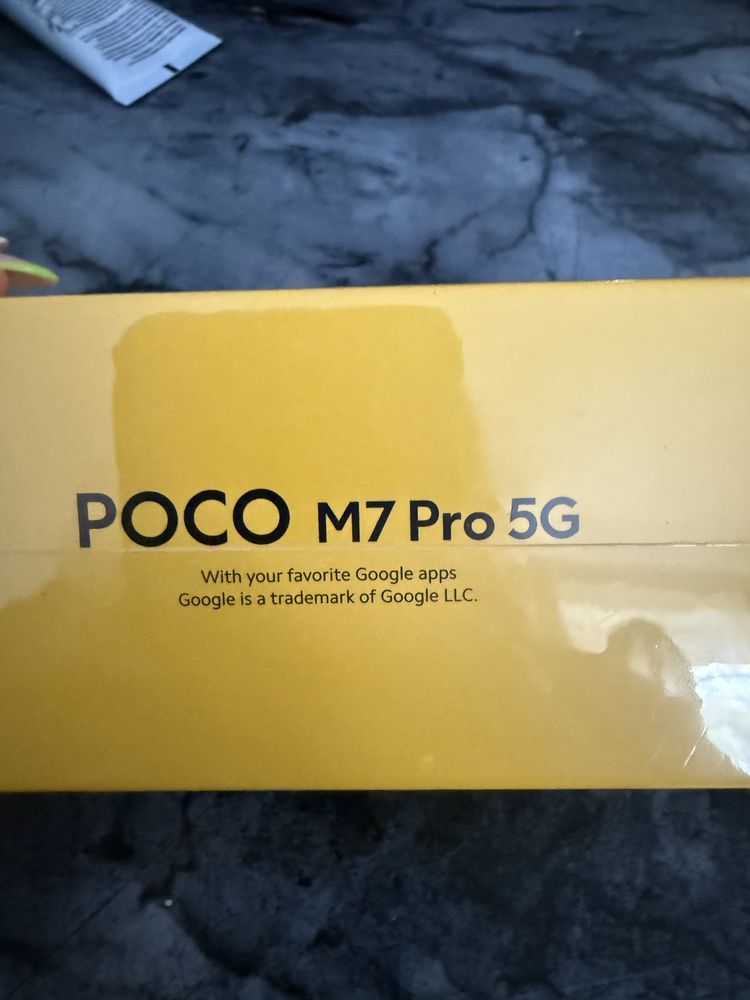 POCO M7 Pro 5G
With your favorite Google apps
Google is a trademark of Google LLC.